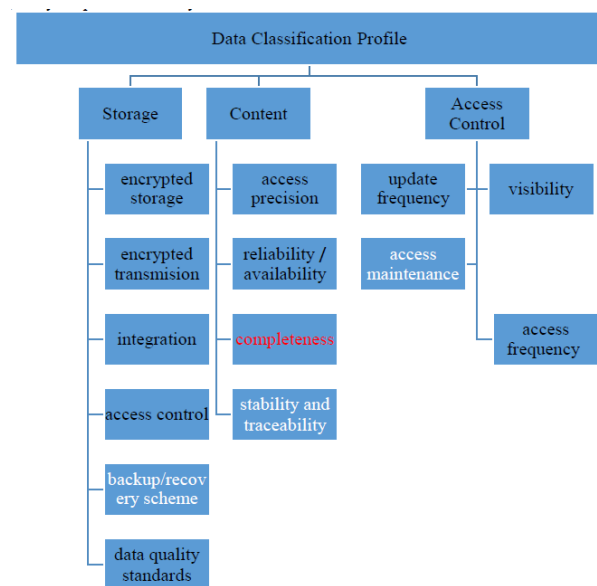 Data Classification Profile
Storage
Content
Access
Control
encrypted
storage
access
precision
update
frequency
visibility
encrypted
transmision
reliability /
availability
access
maintenance
integration
completeness
access
frequency
access control
stability and
traceability
backup/recov
ery scheme
data quality
standards